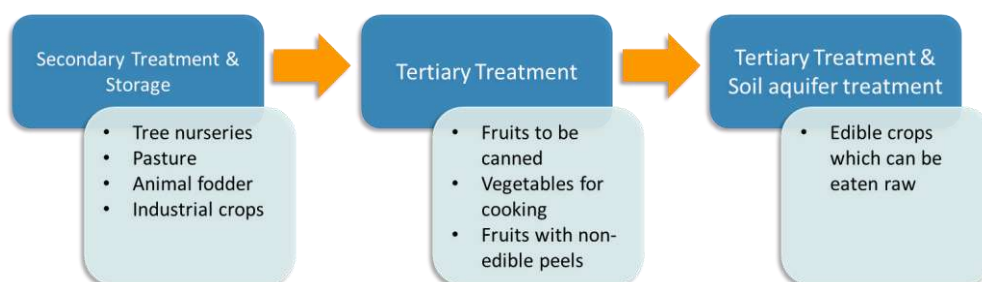 Secondary Treatment &
Storage
• Tree nurseries
• Pasture
• Animal fodder
• Industrial crops
Tertiary Treatment
• Fruits to be
canned
• Vegetables for
cooking
• Fruits with non-
edible peels
Tertiary Treatment &
Soil aquifer treatment
• Edible crops
which can be
eaten raw